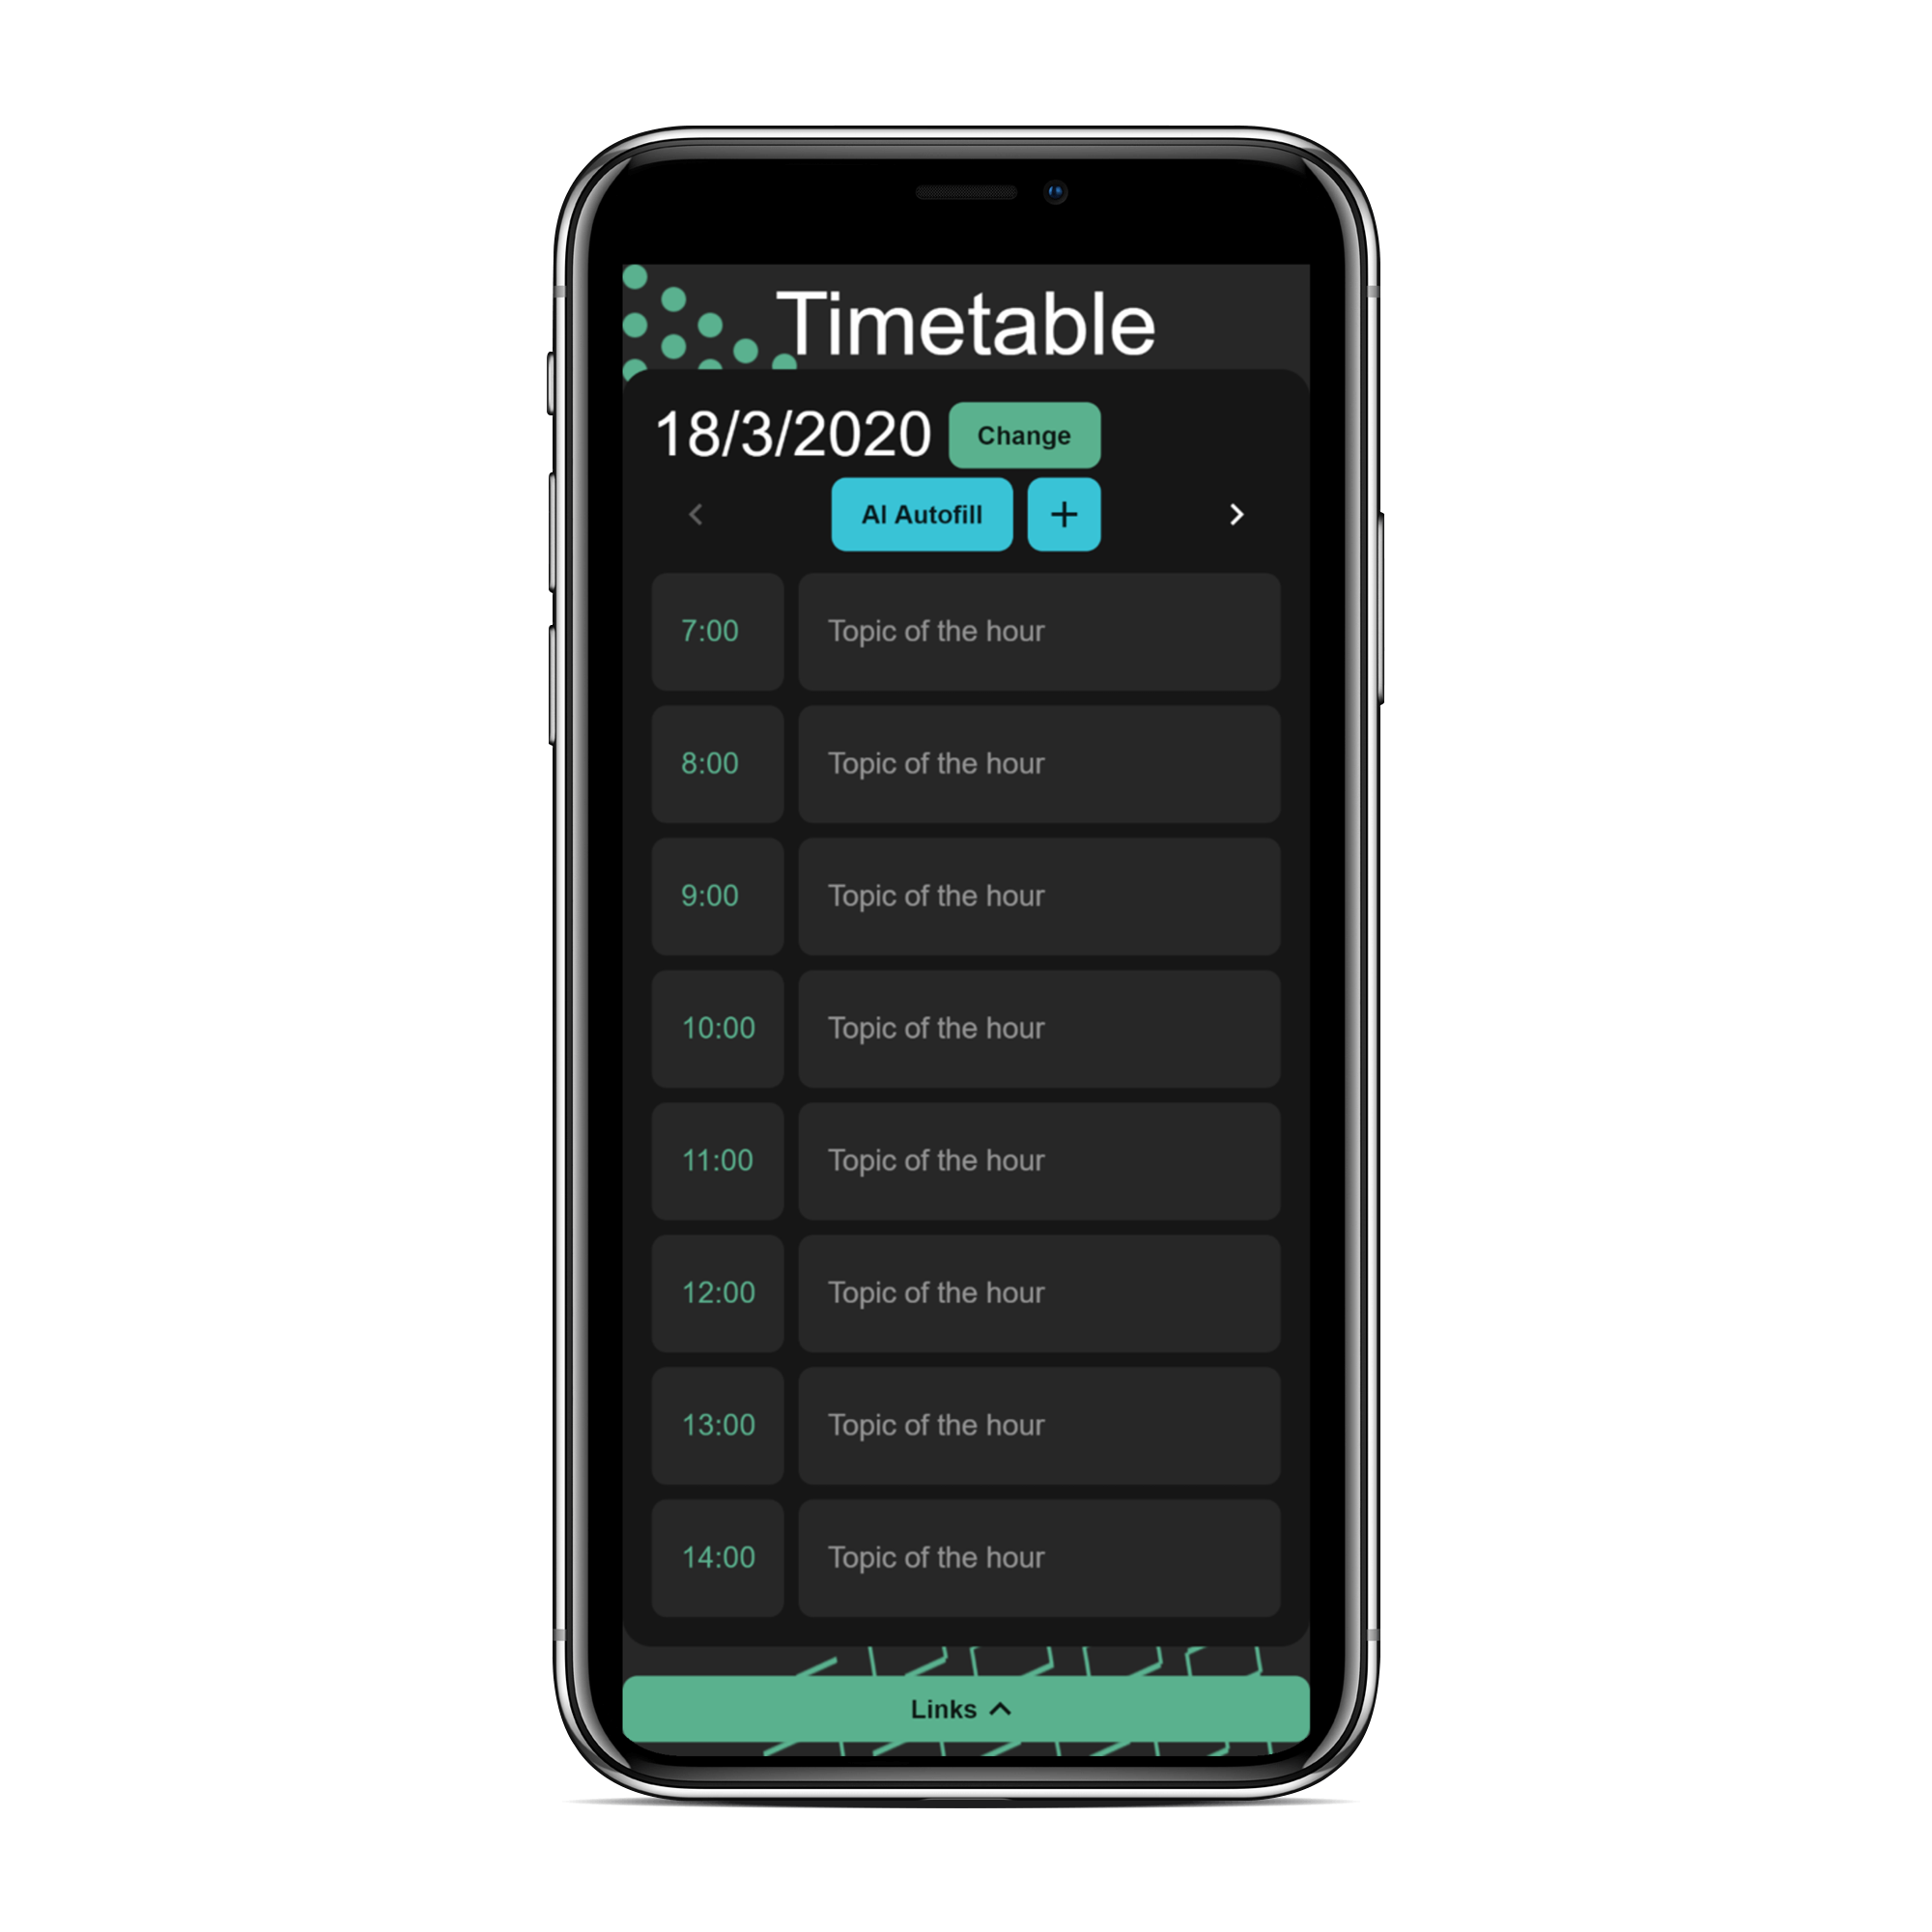 Timetable
18/3/2020 Change
AI Autofill +
7:00 Topic of the hour
8:00 Topic of the hour
9:00 Topic of the hour
10:00 Topic of the hour
11:00 Topic of the hour
12:00 Topic of the hour
13:00 Topic of the hour
14:00 Topic of the hour
Links